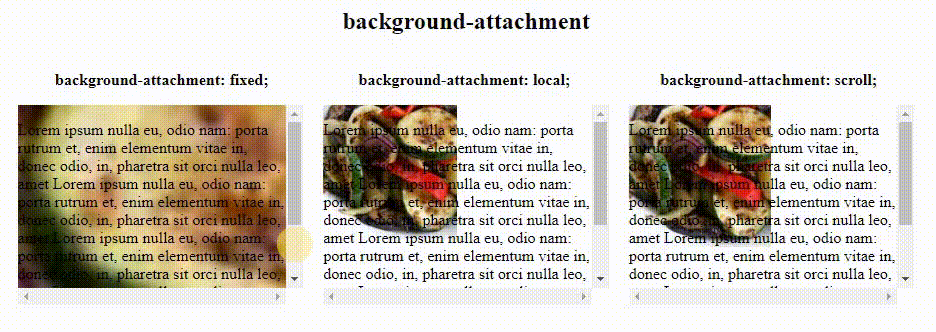 background-attachment
background-attachment: fixed;
Lorem ipsum nulla eu, odio nam: porta
rutrum et, enim elementum vitae in,
donec odio, in, pharetra sit orci nulla leo,
amet Lorem ipsum nulla eu, odio nam:
porta rutrum et, enim elementum vitae in,
donec odio, in, pharetra sit orci nulla leo,
amet Lorem ipsum nulla eu, odio nam:
porta rutrum et, enim elementum vitae in,
donec odio, in, pharetra sit orci nulla leo,
background-attachment: local;
Lorem ipsum nulla eu, odio nam: porta
rutrum et, enim elementum vitae in,
donec odio, in, pharetra sit orci nulla leo,
amet Lorem ipsum nulla eu, odio nam:
porta rutrum et, enim elementum vitae in,
donec odio, in, pharetra sit orci nulla leo,
amet Lorem ipsum nulla eu, odio nam:
porta rutrum et, enim elementum vitae in,
donec odio, in, pharetra sit orci nulla leo,
background-attachment: scroll;
Lorem ipsum nulla eu, odio nam: porta
rutrum et, enim elementum vitae in,
donec odio, in, pharetra sit orci nulla leo,
amet Lorem ipsum nulla eu, odio nam:
porta rutrum et, enim elementum vitae in,
donec odio, in, pharetra sit orci nulla leo,
amet Lorem ipsum nulla eu, odio nam:
porta rutrum et, enim elementum vitae in,
donec odio, in, pharetra sit orci nulla leo,